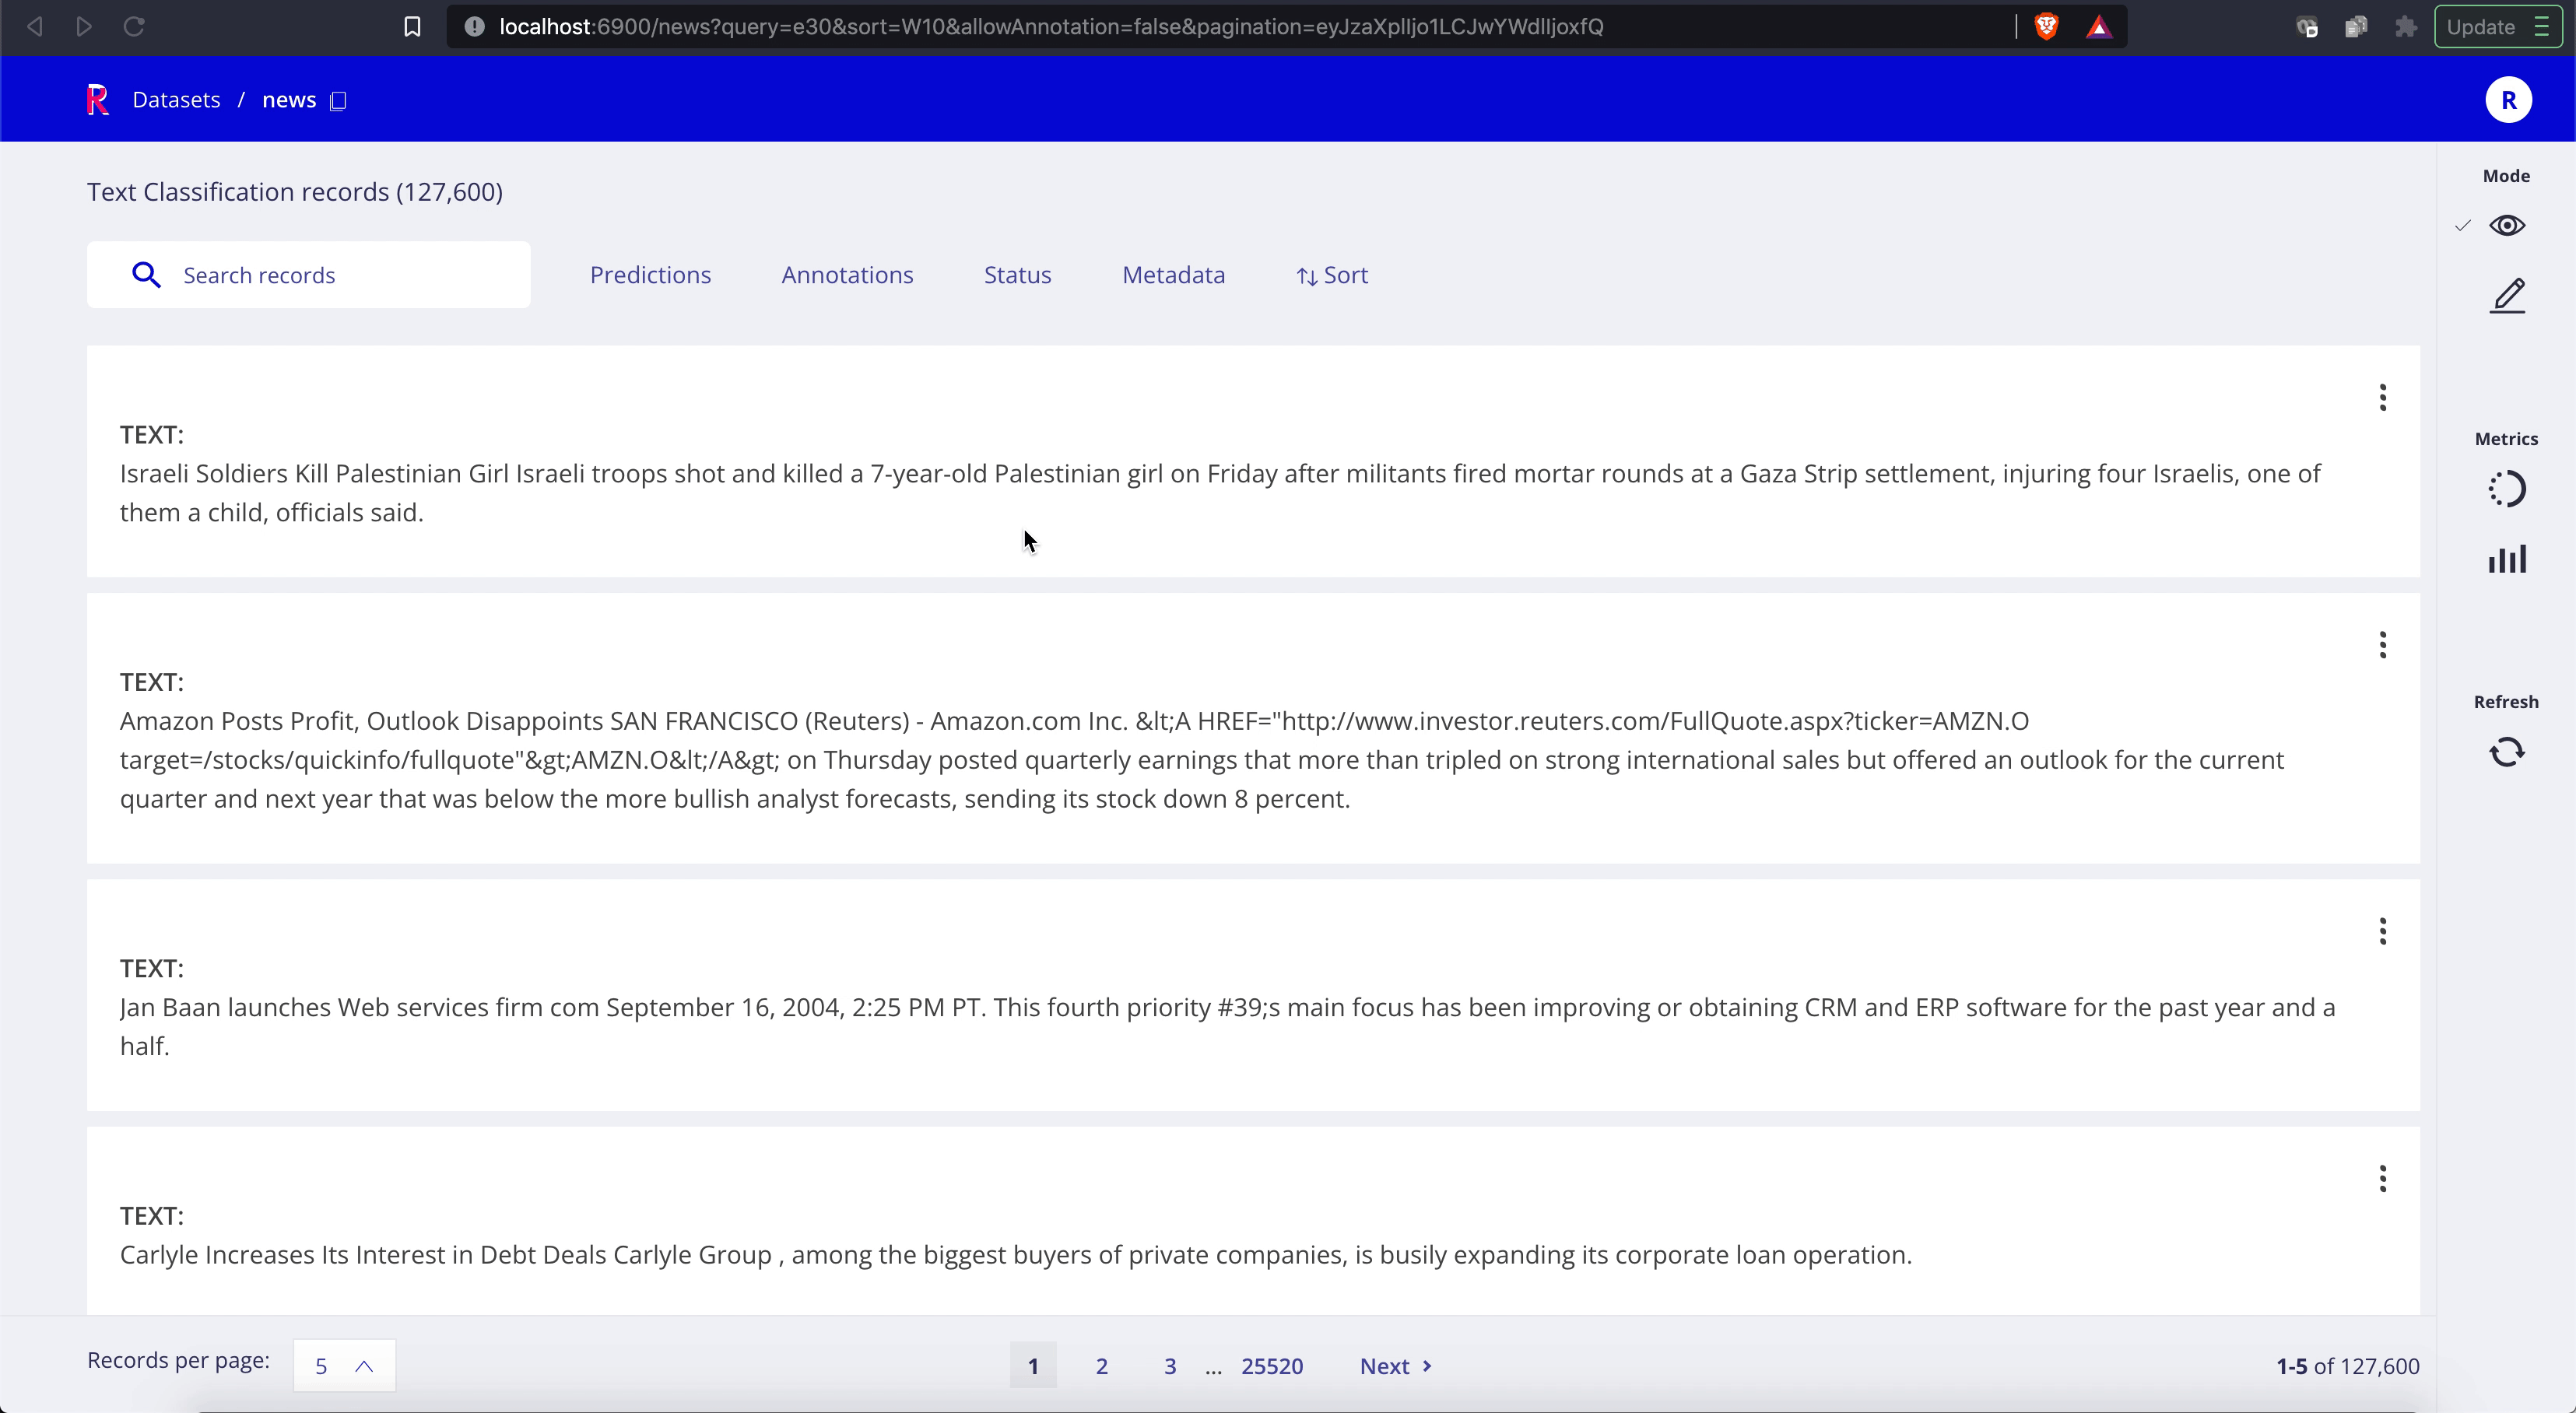 localhost:6900/news?query=e30&sort=W10&allowAnnotation=false&pagination=eyJzaXplIjo1LCJwYWdlIjoxfQ
Update
R Datasets / news
R
Text Classification records (127,600)
Mode
Search records
Predictions Annotations Status Metadata Sort
TEXT:
Israeli Soldiers Kill Palestinian Girl Israeli troops shot and killed a 7-year-old Palestinian girl on Friday after militants fired mortar rounds at a Gaza Strip settlement, injuring four Israelis, one of
them a child, officials said.
Metrics
TEXT:
Amazon Posts Profit, Outlook Disappoints SAN FRANCISCO (Reuters) - Amazon.com Inc. &lt;A HREF="http://www.investor.reuters.com/FullQuote.aspx?ticker=AMZN.O
target=/stocks/quickinfo/fullquote"&gt;AMZN.O&lt;/A&gt; on Thursday posted quarterly earnings that more than tripled on strong international sales but offered an outlook for the current
quarter and next year that was below the more bullish analyst forecasts, sending its stock down 8 percent.
Refresh
TEXT:
Jan Baan launches Web services firm com September 16, 2004, 2:25 PM PT. This fourth priority #39;s main focus has been improving or obtaining CRM and ERP software for the past year and a
half.
TEXT:
Carlyle Increases Its Interest in Debt Deals Carlyle Group , among the biggest buyers of private companies, is busily expanding its corporate loan operation.
Records per page: 5
1 2 3 ... 25520 Next
1-5 of 127,600